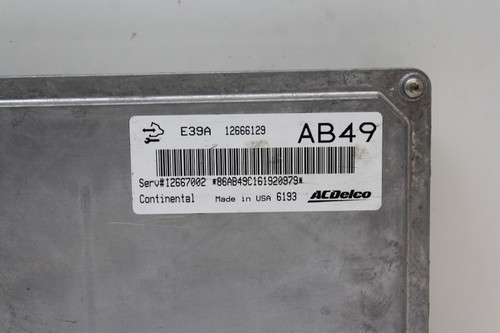 E39A 12666129 AB49
Serv#12667002 *86AB49C161920979*
Continental Made in USA 6193 ACDelco